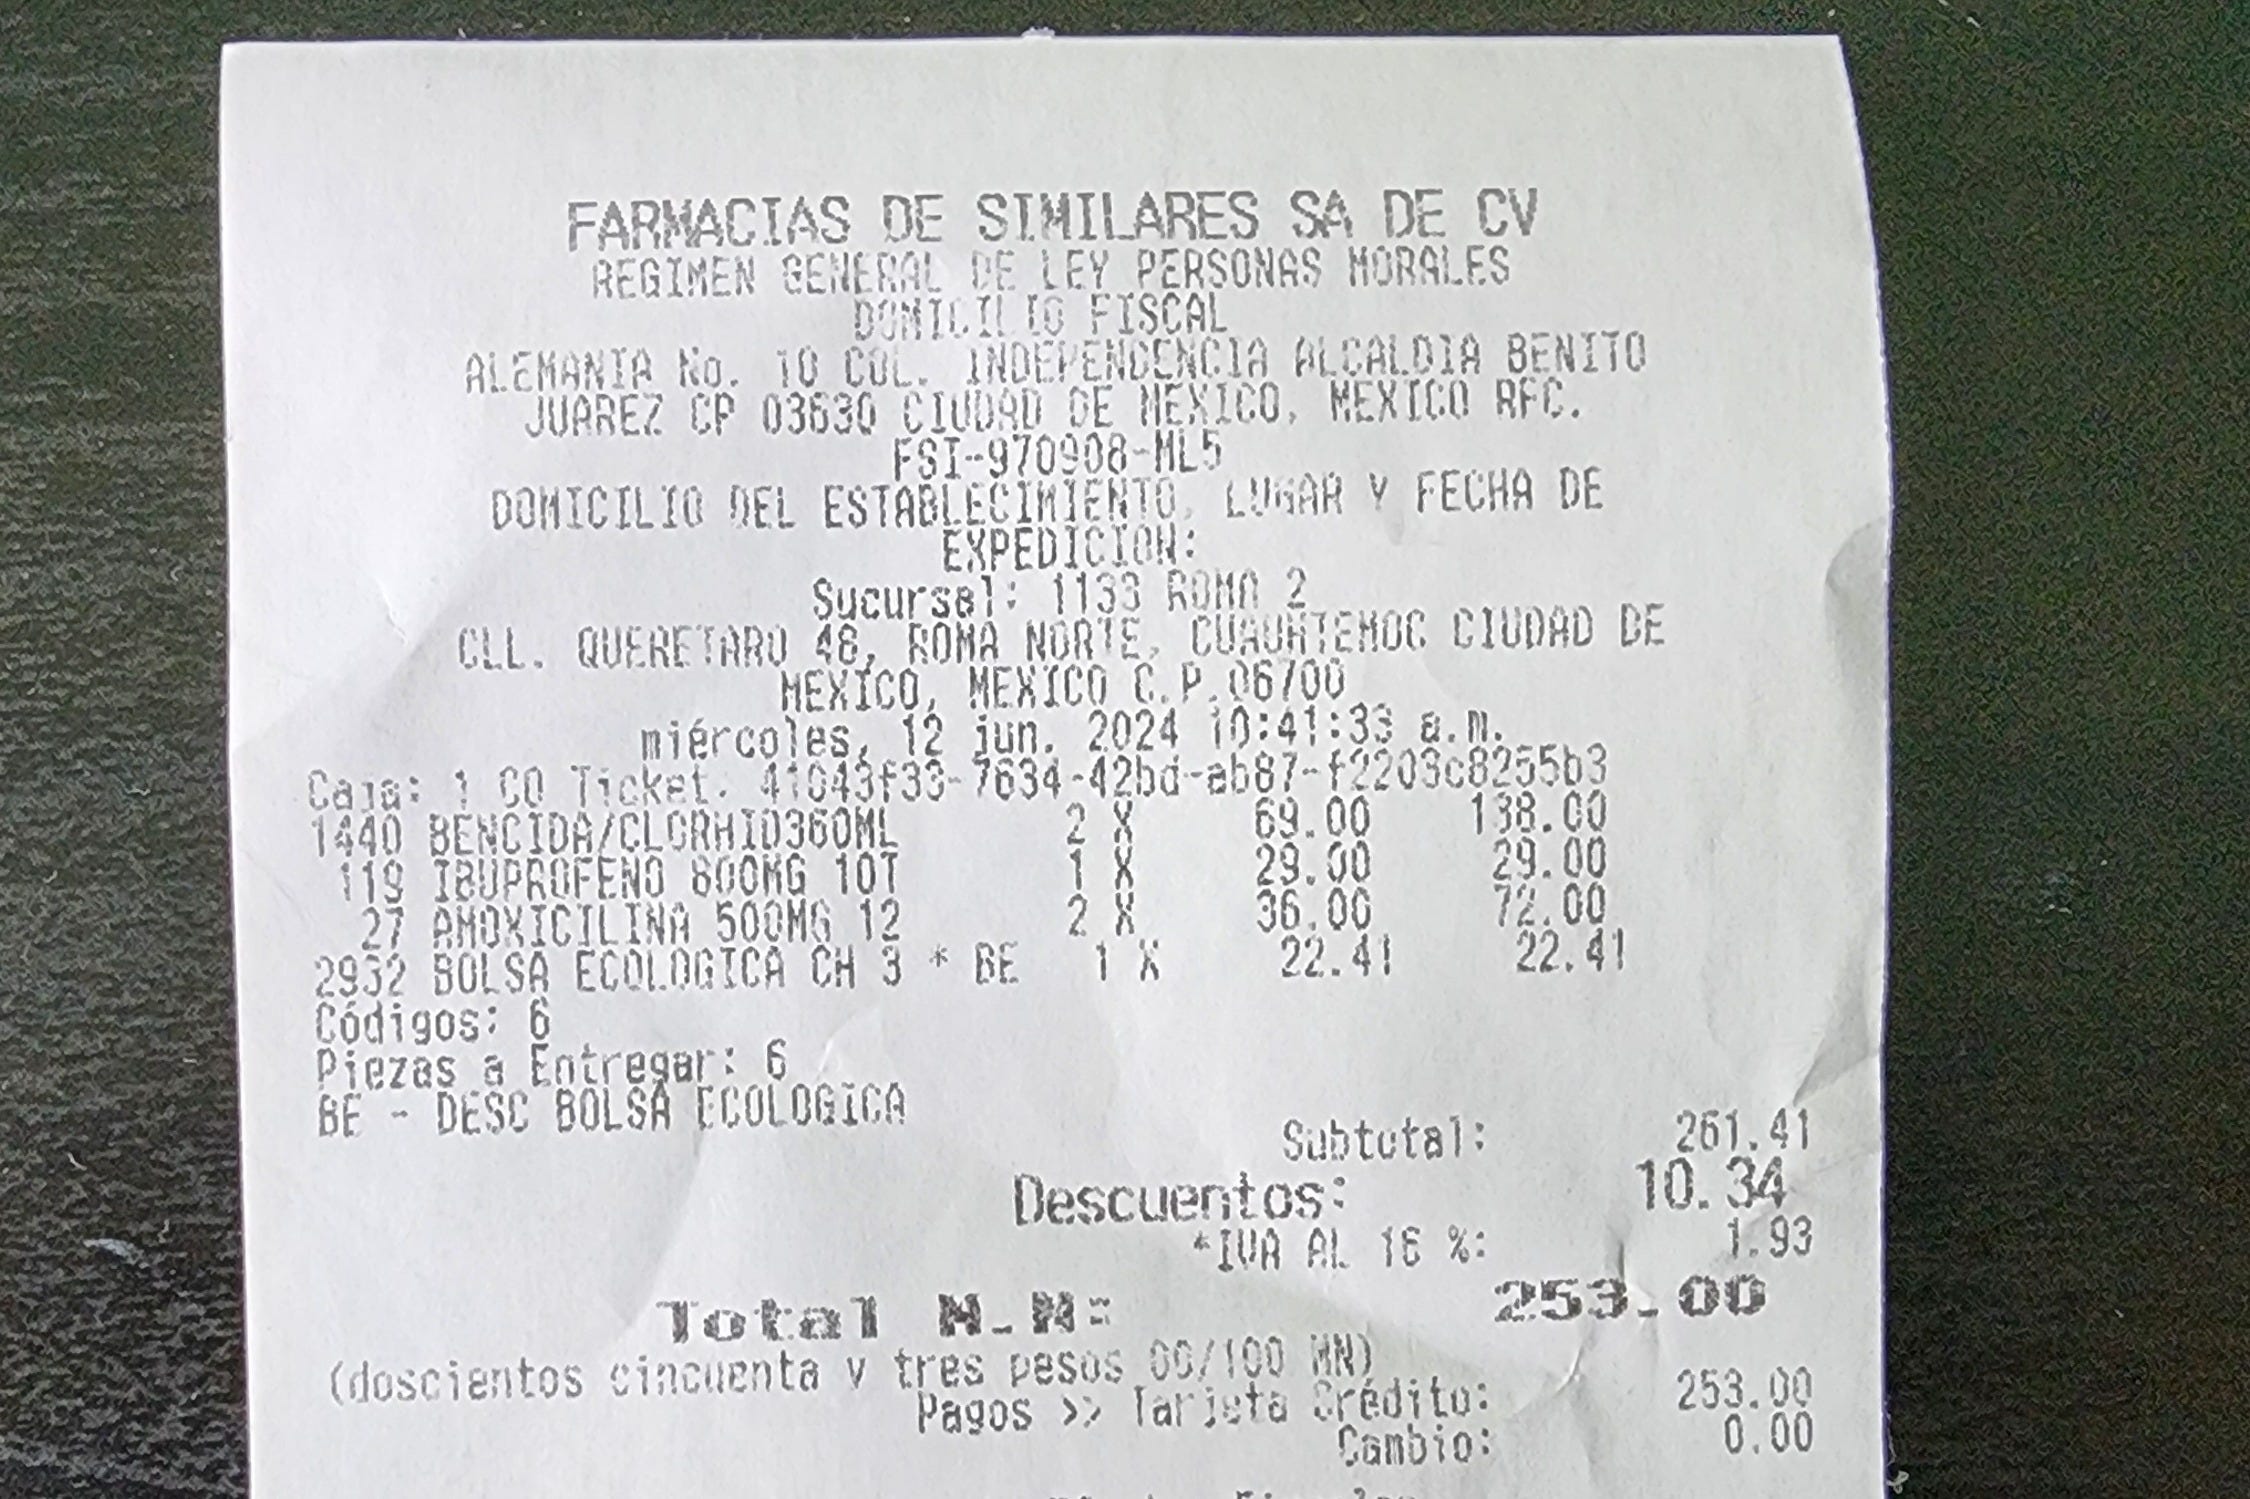 FARMACIAS DE SIMILARES SA DE CV
REGIMEN GENERAL DE LEY PERSONAS MORALES
DOMICILIO FISCAL
ALEMANIA No. 10 COL. INDEPENDENCIA ALCALDIA BENITO
JUAREZ CP 03630 CIUDAD DE MEXICO, MEXICO RFC.
FSI-970908-ML5
DOMICILIO DEL ESTABLECIMIENTO, LUGAR Y FECHA DE
EXPEDICION:
Sucursal: 1133 ROMA 2
CLL. QUERETARO 48, ROMA NORTE, CUAUHTEMOC CIUDAD DE
MEXICO, MEXICO C.P.06700
miércoles, 12 jun. 2024 10:41:33 a.m.
Caja: 1 CO Ticket. 41043f33-7634-42bd-ab87-f2203c8255b3
1440 BENCIDA/CLORHID360ML 2 X 69.00 138.00
119 IBUPROFENO 800MG 10T 1 X 29.00 29.00
27 AMOXICILINA 500MG 12 2 X 36.00 72.00
2932 BOLSA ECOLOGICA CH 3 * BE 1 X 22.41 22.41
Códigos: 6
Piezas a Entregar: 6
BE - DESC BOLSA ECOLOGICA
Subtotal: 261.41
Descuentos: 10.34
*IVA AL 16 %: 1.93
Total M.N: 253.00
(doscientos cincuenta y tres pesos 00/100 MN)
Pagos >> Tarjeta Crédito: 253.00
Cambio: 0.00